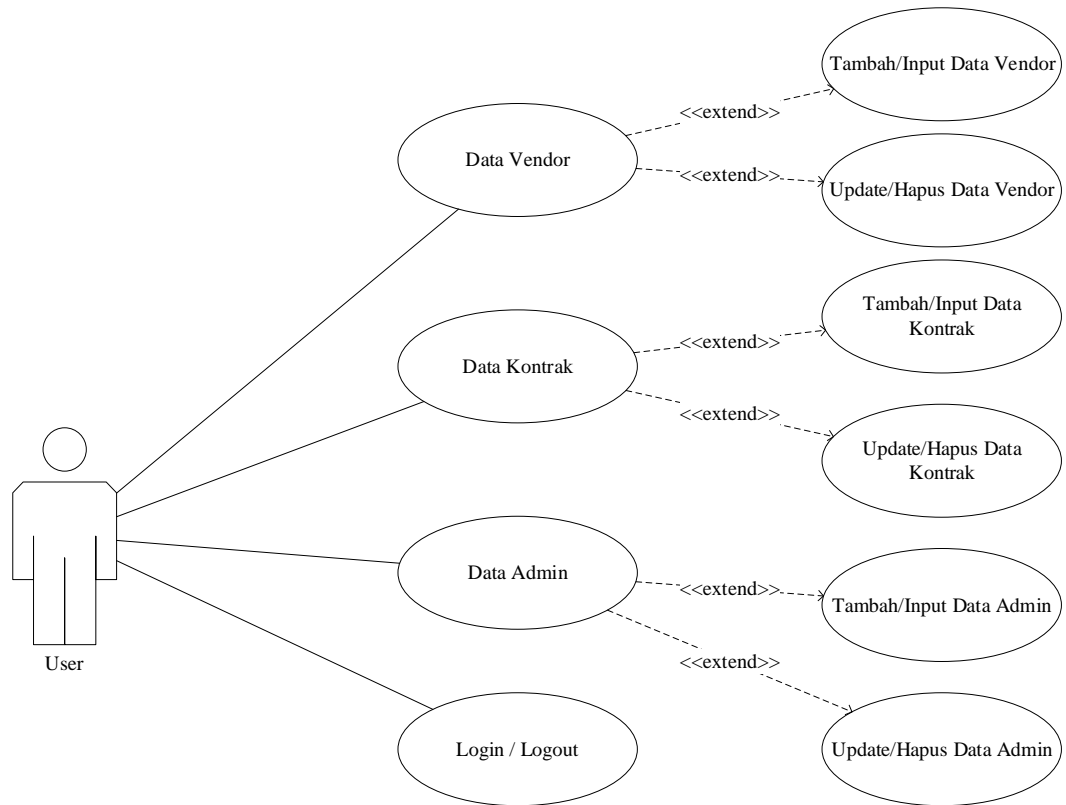 Tambah/Input Data Vendor
<<extend>>
Data Vendor
<<extend>>
Update/Hapus Data Vendor
Tambah/Input Data
Kontrak
<<extend>>
Data Kontrak
<<extend>>
Update/Hapus Data
Kontrak
Data Admin
<<extend>>
Tambah/Input Data Admin
User
<<extend>>
Login / Logout
Update/Hapus Data Admin